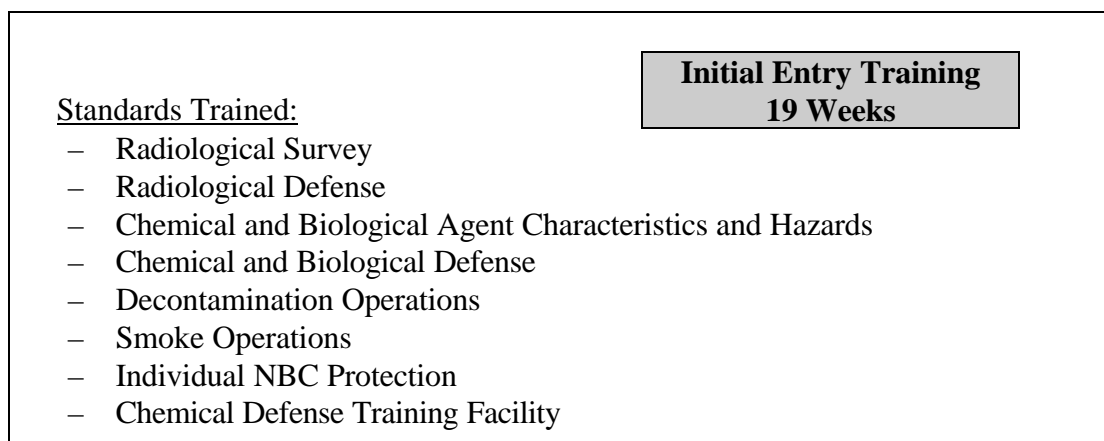 Initial Entry Training
19 Weeks
Standards Trained:
– Radiological Survey
– Radiological Defense
– Chemical and Biological Agent Characteristics and Hazards
– Chemical and Biological Defense
– Decontamination Operations
– Smoke Operations
– Individual NBC Protection
– Chemical Defense Training Facility